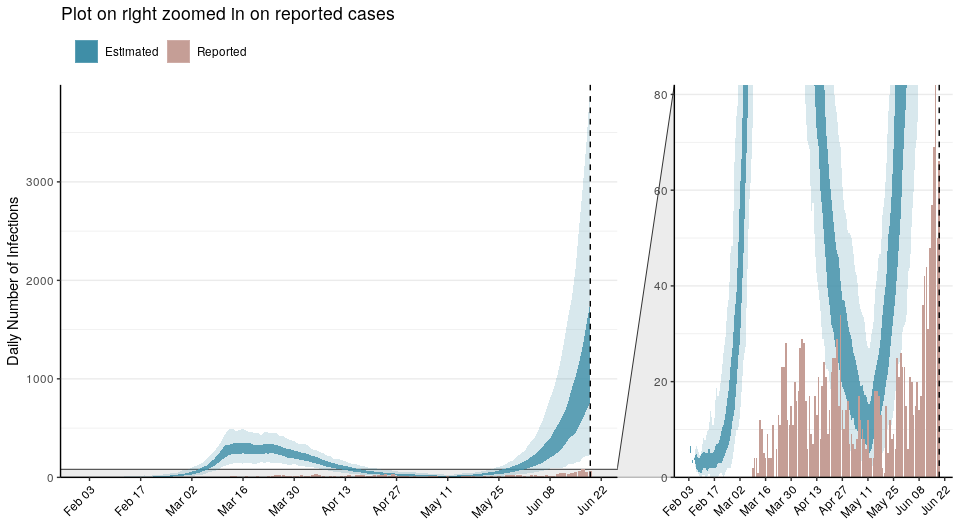 Plot on right zoomed in on reported cases
Estimated Reported
Daily Number of Infections
3000
2000
1000
0
Feb 03 Feb 17 Mar 02 Mar 16 Mar 30 Apr 13 Apr 27 May 11 May 25 Jun 08 Jun 22
80
60
40
20
0
Feb 03 Feb 17 Mar 02 Mar 16 Mar 30 Apr 13 Apr 27 May 11 May 25 Jun 08 Jun 22